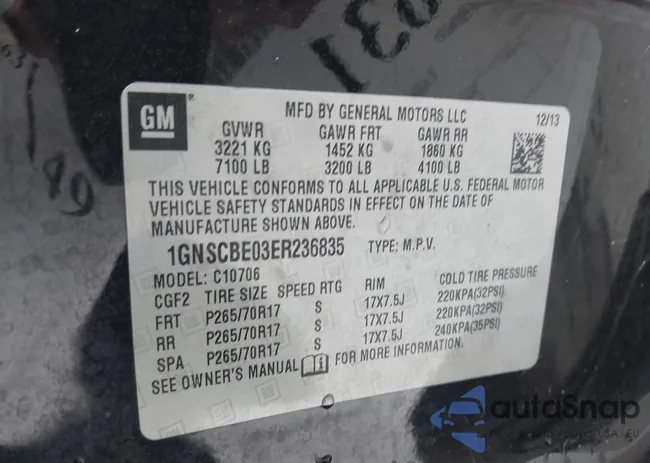 GM ®
MFD BY GENERAL MOTORS LLC 12/13
GVWR GAWR FRT GAWR RR
3221 KG 1452 KG 1860 KG
7100 LB 3200 LB 4100 LB
THIS VEHICLE CONFORMS TO ALL APPLICABLE U.S. FEDERAL MOTOR
VEHICLE SAFETY STANDARDS IN EFFECT ON THE DATE OF
MANUFACTURE SHOWN ABOVE.
1GNSCBE03ER236835 TYPE: M.P.V.
MODEL: C10706
CGF2 TIRE SIZE SPEED RTG RIM COLD TIRE PRESSURE
FRT P265/70R17 S 17X7.5J 220KPA(32PSI)
RR P265/70R17 S 17X7.5J 220KPA(32PSI)
SPA P265/70R17 S 17X7.5J 240KPA(35PSI)
SEE OWNER'S MANUAL FOR MORE INFORMATION.
autoSnap